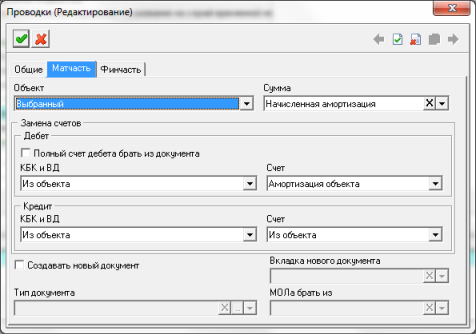 Проводки (Редактирование)
Общие Матчасть Финчасть
Объект Сумма
Выбранный Начисленная амортизация
Замена счетов
Дебет
Полный счет дебета брать из документа
КБК и ВД Счет
Из объекта Амортизация объекта
Кредит
КБК и ВД Счет
Из объекта Из объекта
Создавать новый документ Вкладка нового документа
Тип документа МОЛа брать из